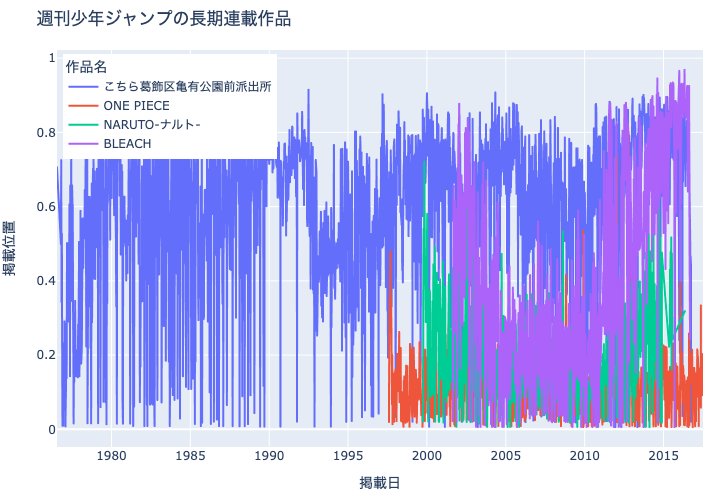 週刊少年ジャンプの長期連載作品
作品名
こちら葛飾区亀有公園前派出所
ONE PIECE
NARUTO-ナルト-
BLEACH
掲載位置
1
0.8
0.6
0.4
0.2
0
1980 1985 1990 1995 2000 2005 2010 2015
掲載日